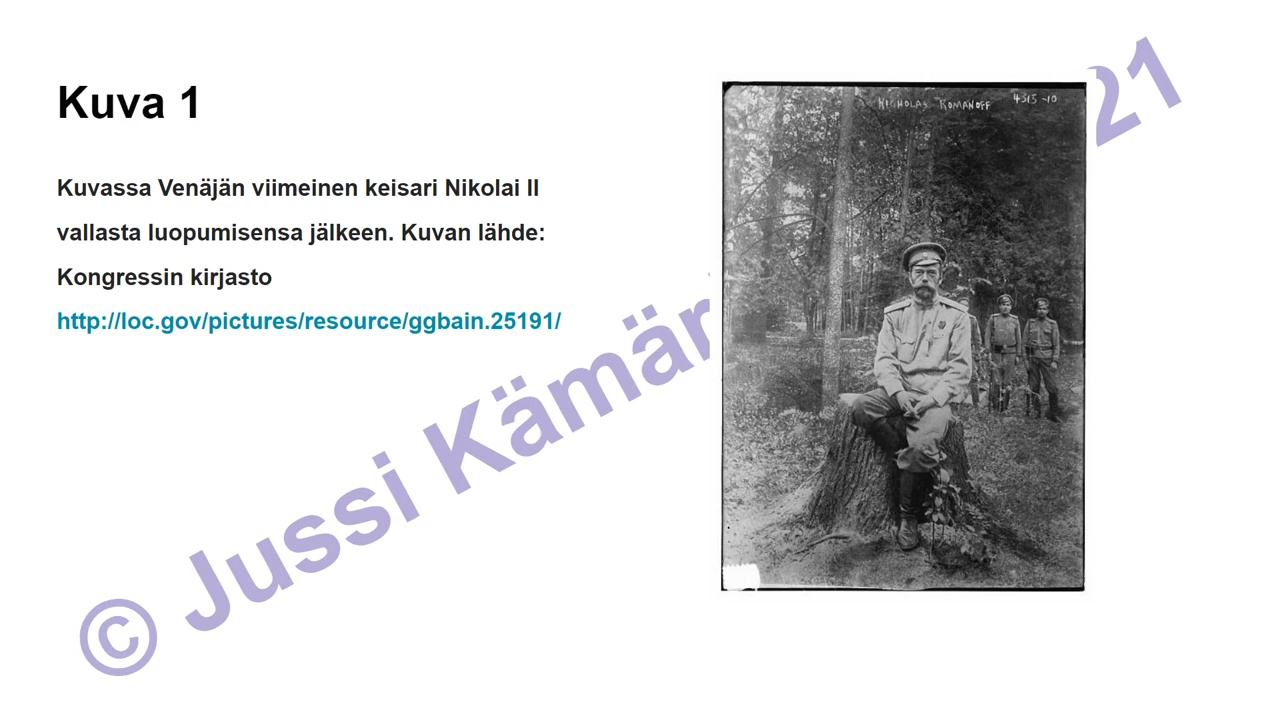 Kuva 1
Kuvassa Venäjän viimeinen keisari Nikolai II
vallasta luopumisensa jälkeen. Kuvan lähde:
Kongressin kirjasto
http://loc.gov/pictures/resource/ggbain.25191/
NICHOLAS ROMANOFF 4313-10
© Jussi
21